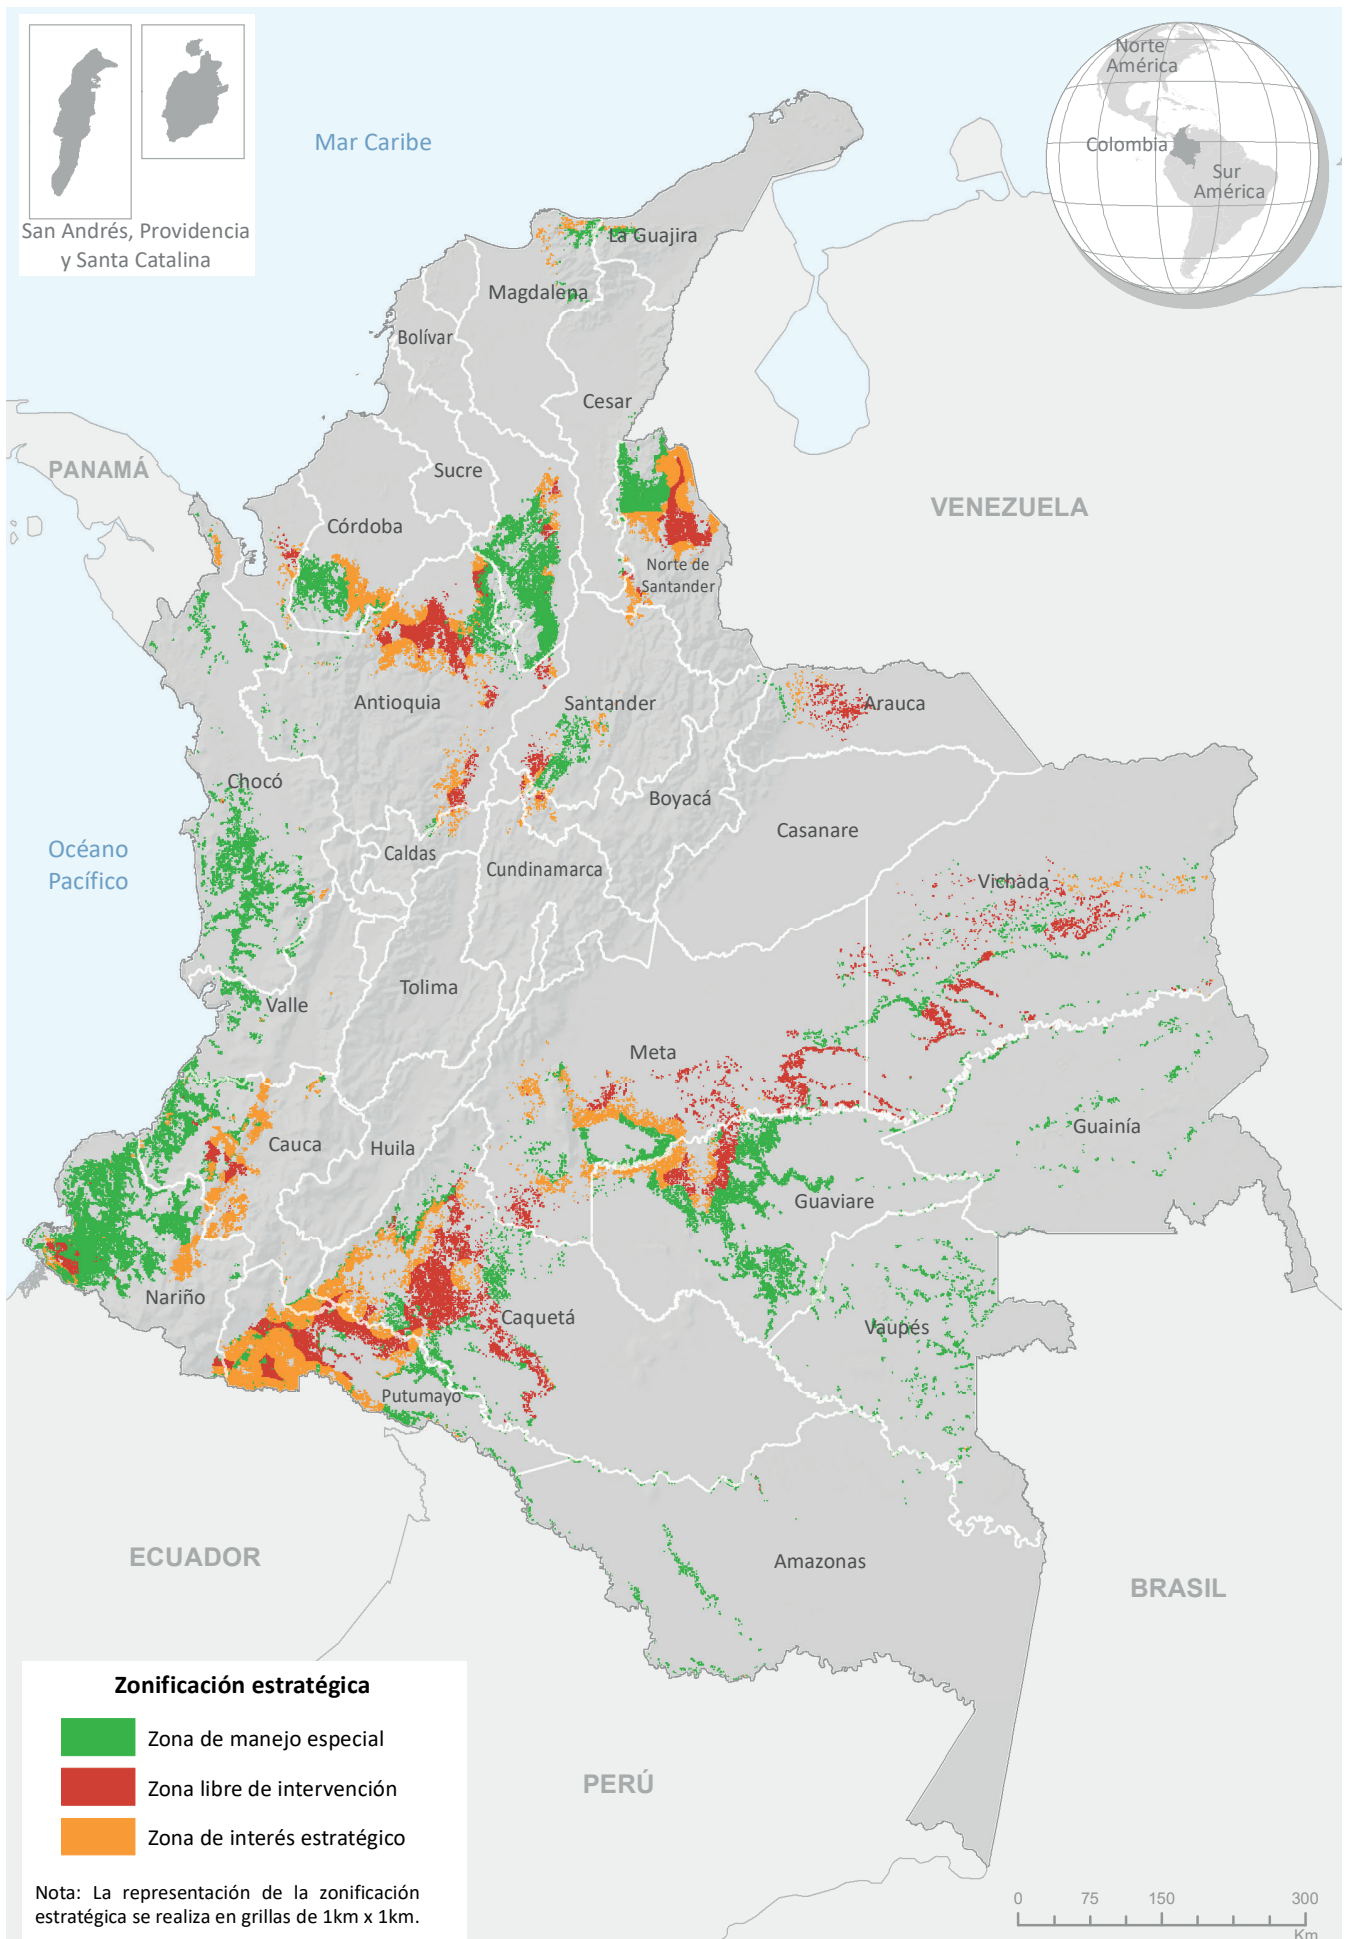 Norte
América
Colombia
Sur
América
Mar Caribe
San Andrés, Providencia
y Santa Catalina
La Guajira
Magdalena
Bolívar
Cesar
PANAMÁ
Sucre
VENEZUELA
Córdoba
Norte de
Santander
Antioquia
Santander
Arauca
Chocó
Boyacá
Casanare
Océano
Pacífico
Caldas
Cundinamarca
Vichada
Tolima
Valle
Meta
Guainía
Cauca
Huila
Guaviare
Nariño
Caquetá
Vaupés
Putumayo
ECUADOR
Amazonas
BRASIL
PERÚ
Zonificación estratégica
Zona de manejo especial
Zona libre de intervención
Zona de interés estratégico
Nota: La representación de la zonificación
estratégica se realiza en grillas de 1km x 1km.
0 75 150 300
Km